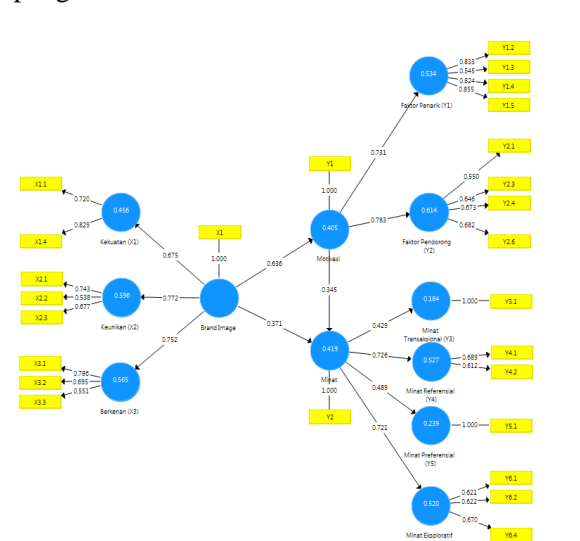 Y1.2
0.833
Y1.3
0.545
0.534
0.824
Y1.4
0.855
Y1.5
Faktor Penarik (Y1)
0.731
Y2.1
Y1
0.550
X1.1
1.000
0.646
Y2.3
0.720
0.673
Y2.4
0.456
0.783
0.614
X1
0.405
0.682
0.829
X1.4
Kekuatan (X1)
Motivasi
Faktor Pendorong
(Y2)
Y2.6
1.000
0.675
0.636
X2.1
0.743
0.345
X2.2
0.538
0.596
0.772
0.184
1.000
Y3.1
0.677
X2.3
Keunikan (X2)
Brand Image
0.371
0.429
Minat
Transaksional (Y3)
0.752
0.419
0.726
0.527
0.689
Y4.1
X3.1
0.786
0.612
Y4.2
X3.2
0.695
0.565
Minat
0.489
Minat Referensial
(Y4)
0.551
X3.3
1.000
Berkenan (X3)
Y2
0.721
0.239
1.000
Y5.1
Minat Preferensial
(Y5)
Y6.1
0.621
0.622
Y6.2
0.520
0.670
Minat Eksploratif
Y6.4